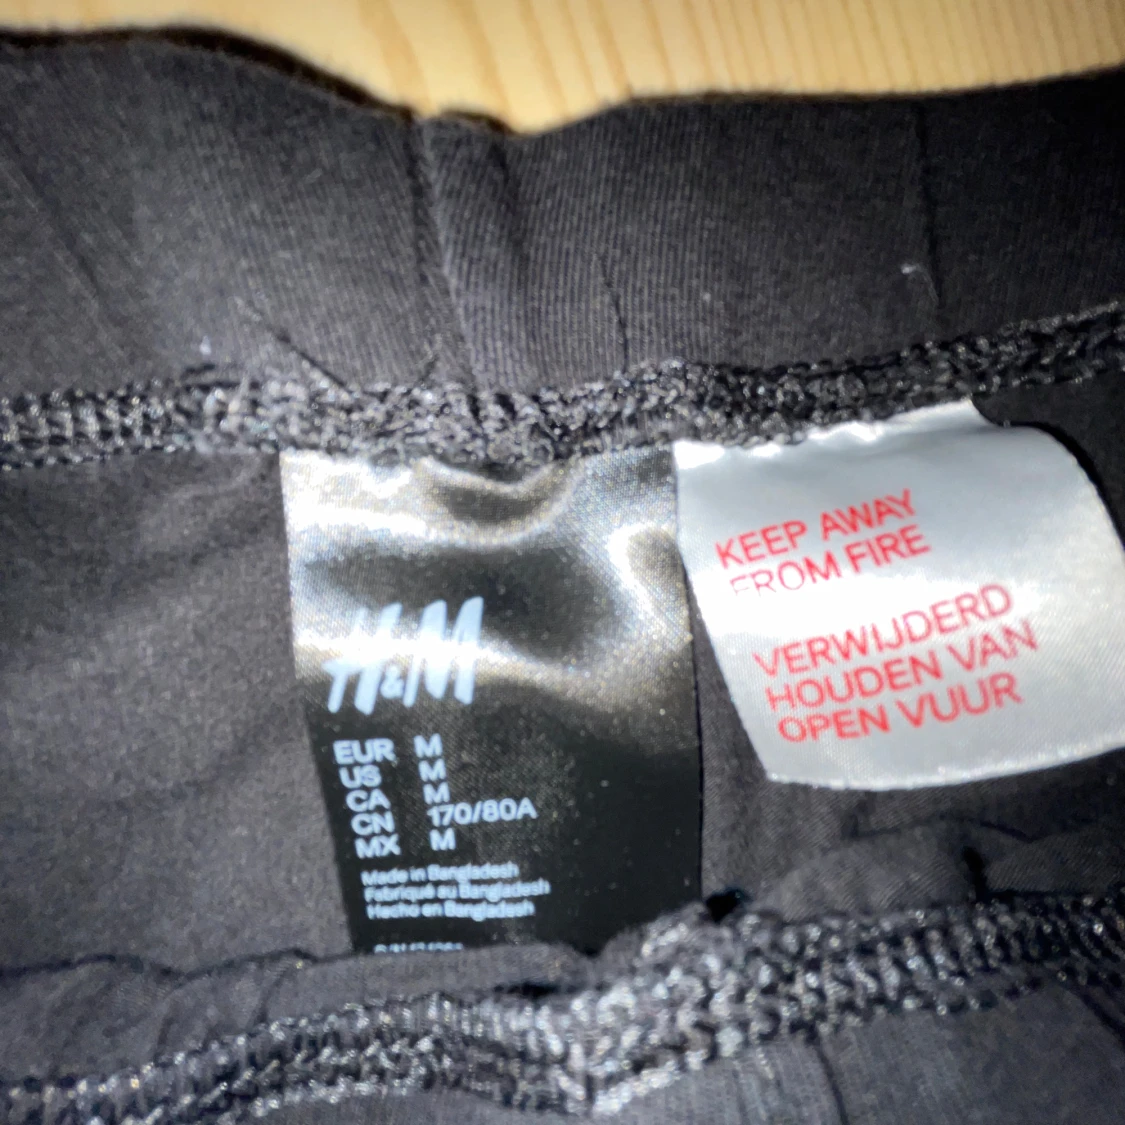 H&M
EUR M
US M
CA M
CN 170/80A
MX M
Made in Bangladesh
Fabriqué au Bangladesh
Hecho en Bangladesh
KEEP AWAY
FROM FIRE
VERWIJDERD
HOUDEN VAN
OPEN VUUR